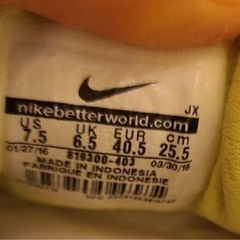 JX
nikebetterworld.com
US UK EUR cm
7.5 6.5 40.5 25.5
01/27/16 03/30/16
819300-403
MADE IN INDONESIA
FABRIQUE EN INDONESIE